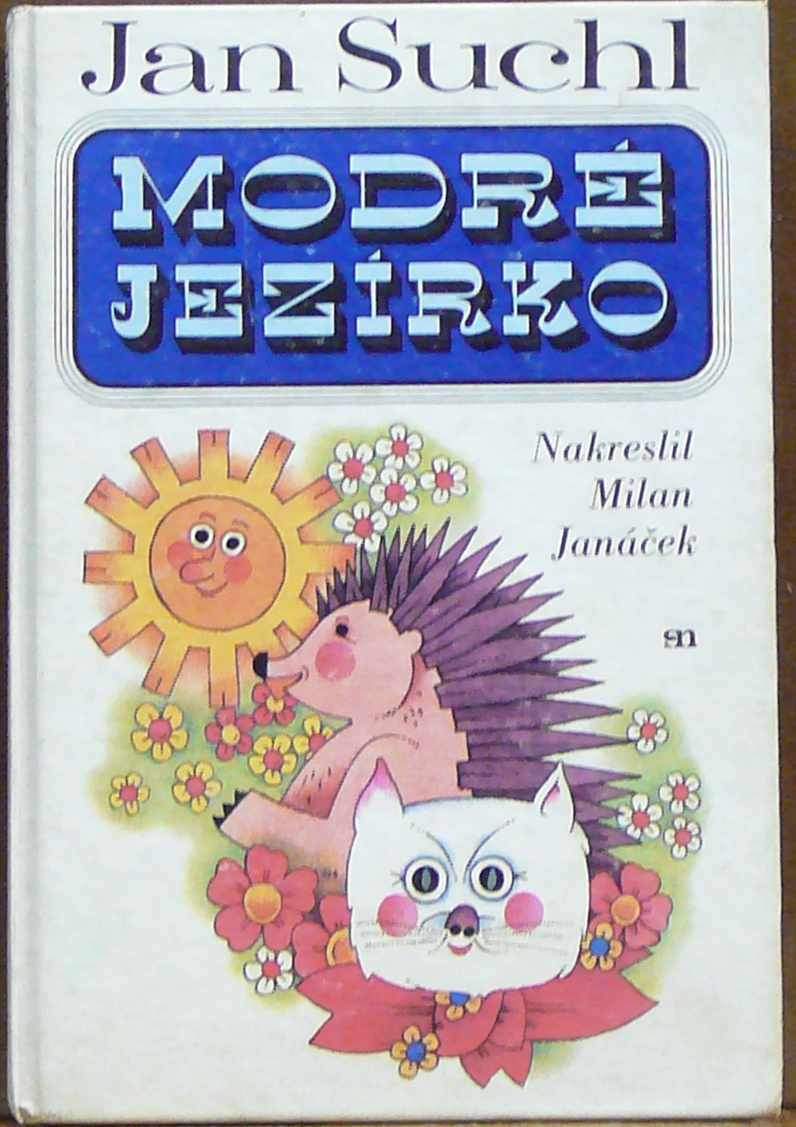 Jan Suchl
MODRÉ
JEZÍRKO
Nakreslil
Milan
Janáček
sn